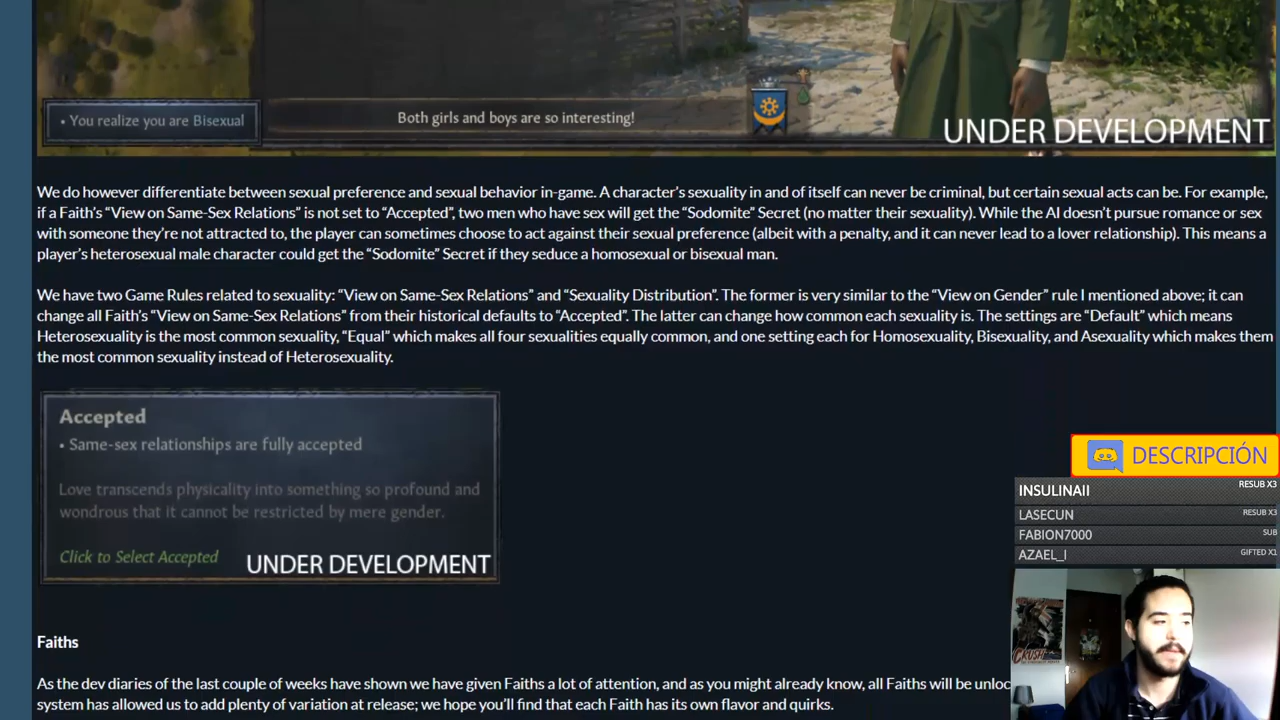 • You realize you are Bisexual
Both girls and boys are so interesting!
UNDER DEVELOPMENT
We do however differentiate between sexual preference and sexual behavior in-game. A character's sexuality in and of itself can never be criminal, but certain sexual acts can be. For example,
if a Faith's “View on Same-Sex Relations” is not set to “Accepted”, two men who have sex will get the “Sodomite” Secret (no matter their sexuality). While the AI doesn't pursue romance or sex
with someone they're not attracted to, the player can sometimes choose to act against their sexual preference (albeit with a penalty, and it can never lead to a lover relationship). This means a
player's heterosexual male character could get the “Sodomite” Secret if they seduce a homosexual or bisexual man.
We have two Game Rules related to sexuality: “View on Same-Sex Relations” and “Sexuality Distribution”. The former is very similar to the “View on Gender” rule I mentioned above; it can
change all Faith's “View on Same-Sex Relations” from their historical defaults to “Accepted”. The latter can change how common each sexuality is. The settings are “Default” which means
Heterosexuality is the most common sexuality, “Equal” which makes all four sexualities equally common, and one setting each for Homosexuality, Bisexuality, and Asexuality which makes them
the most common sexuality instead of Heterosexuality.
Accepted
• Same-sex relationships are fully accepted
Love transcends physicality into something so profound and
wondrous that it cannot be restricted by mere gender.
Click to Select Accepted
UNDER DEVELOPMENT
DESCRIPCIÓN
INSULINAII RESUB X3
LASECUN RESUB X3
FABION7000 SUB
AZAEL_I GIFTED X1
CRUSH
Faiths
As the dev diaries of the last couple of weeks have shown we have given Faiths a lot of attention, and as you might already know, all Faiths will be unloc
system has allowed us to add plenty of variation at release; we hope you'll find that each Faith has its own flavor and quirks.